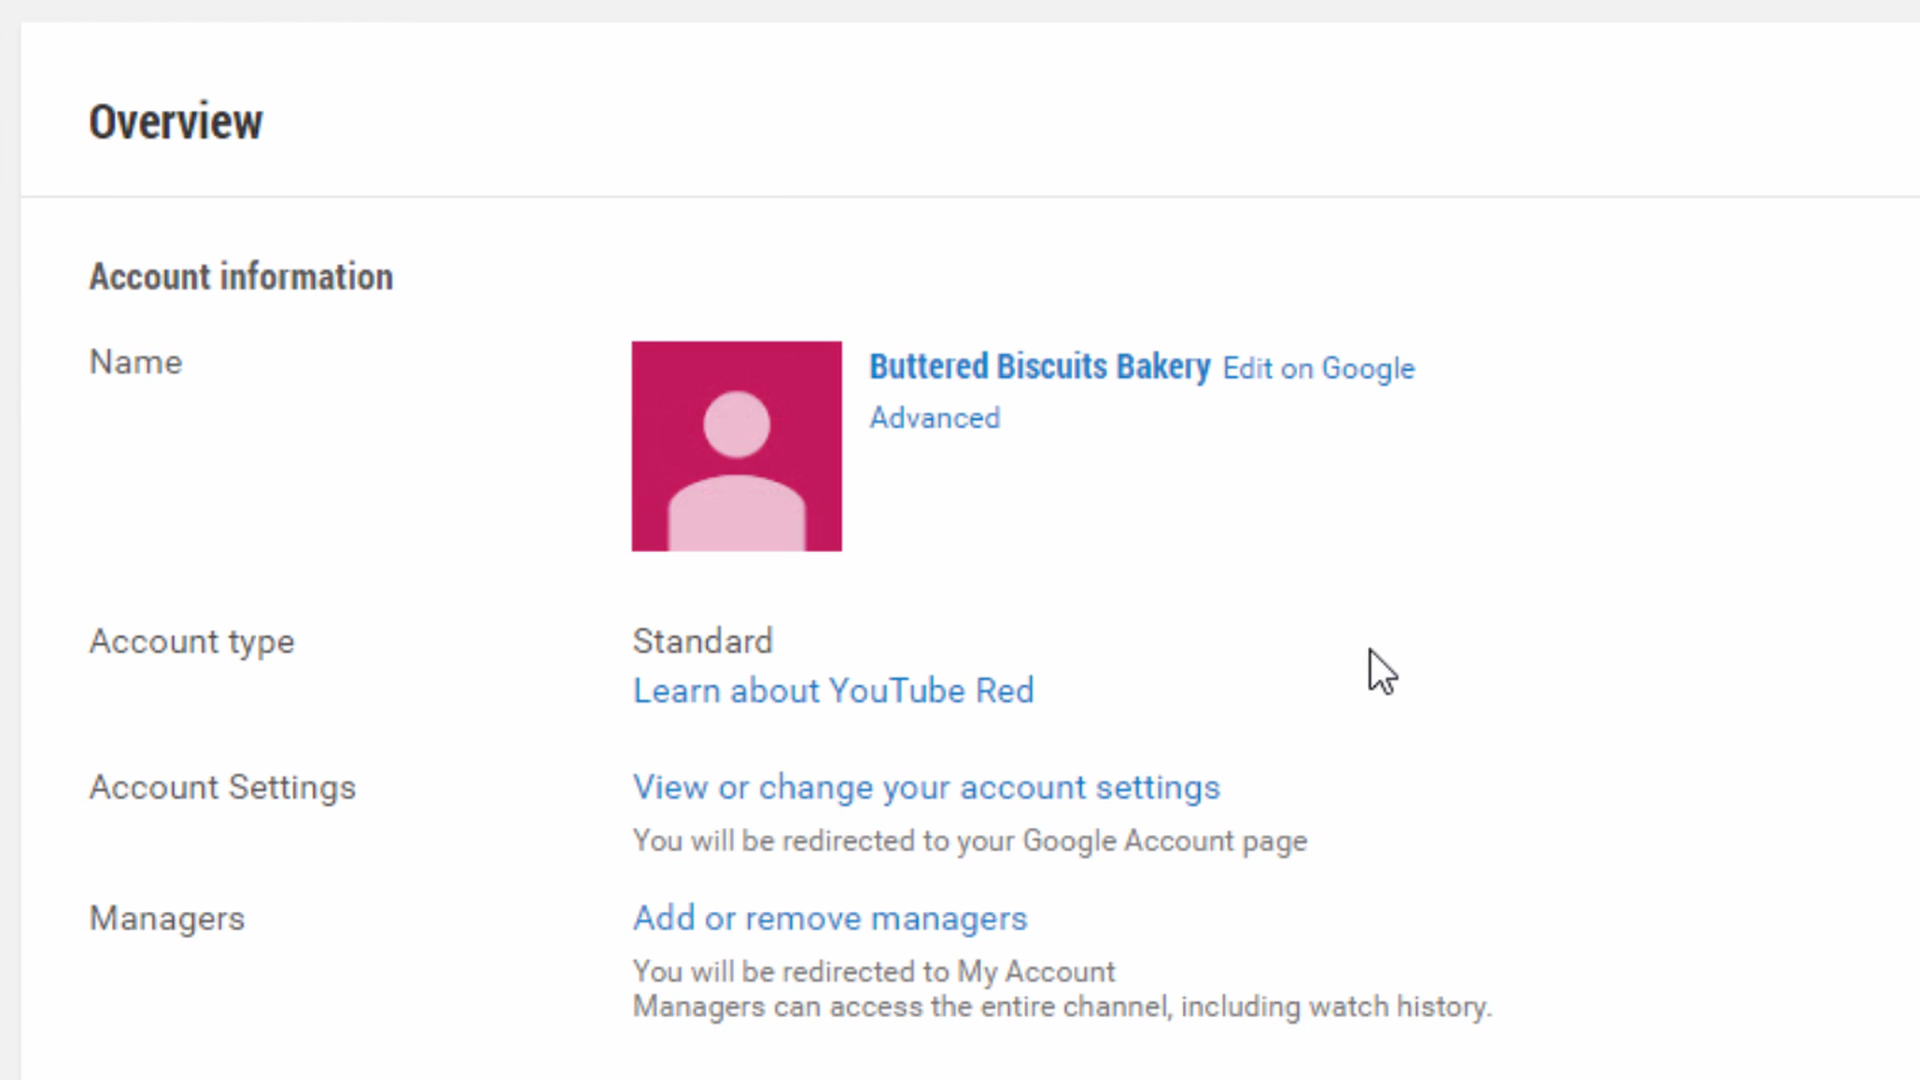 Overview
Account information
Name
Buttered Biscuits Bakery Edit on Google
Advanced
Account type
Standard
Learn about YouTube Red
Account Settings
View or change your account settings
You will be redirected to your Google Account page
Managers
Add or remove managers
You will be redirected to My Account
Managers can access the entire channel, including watch history.